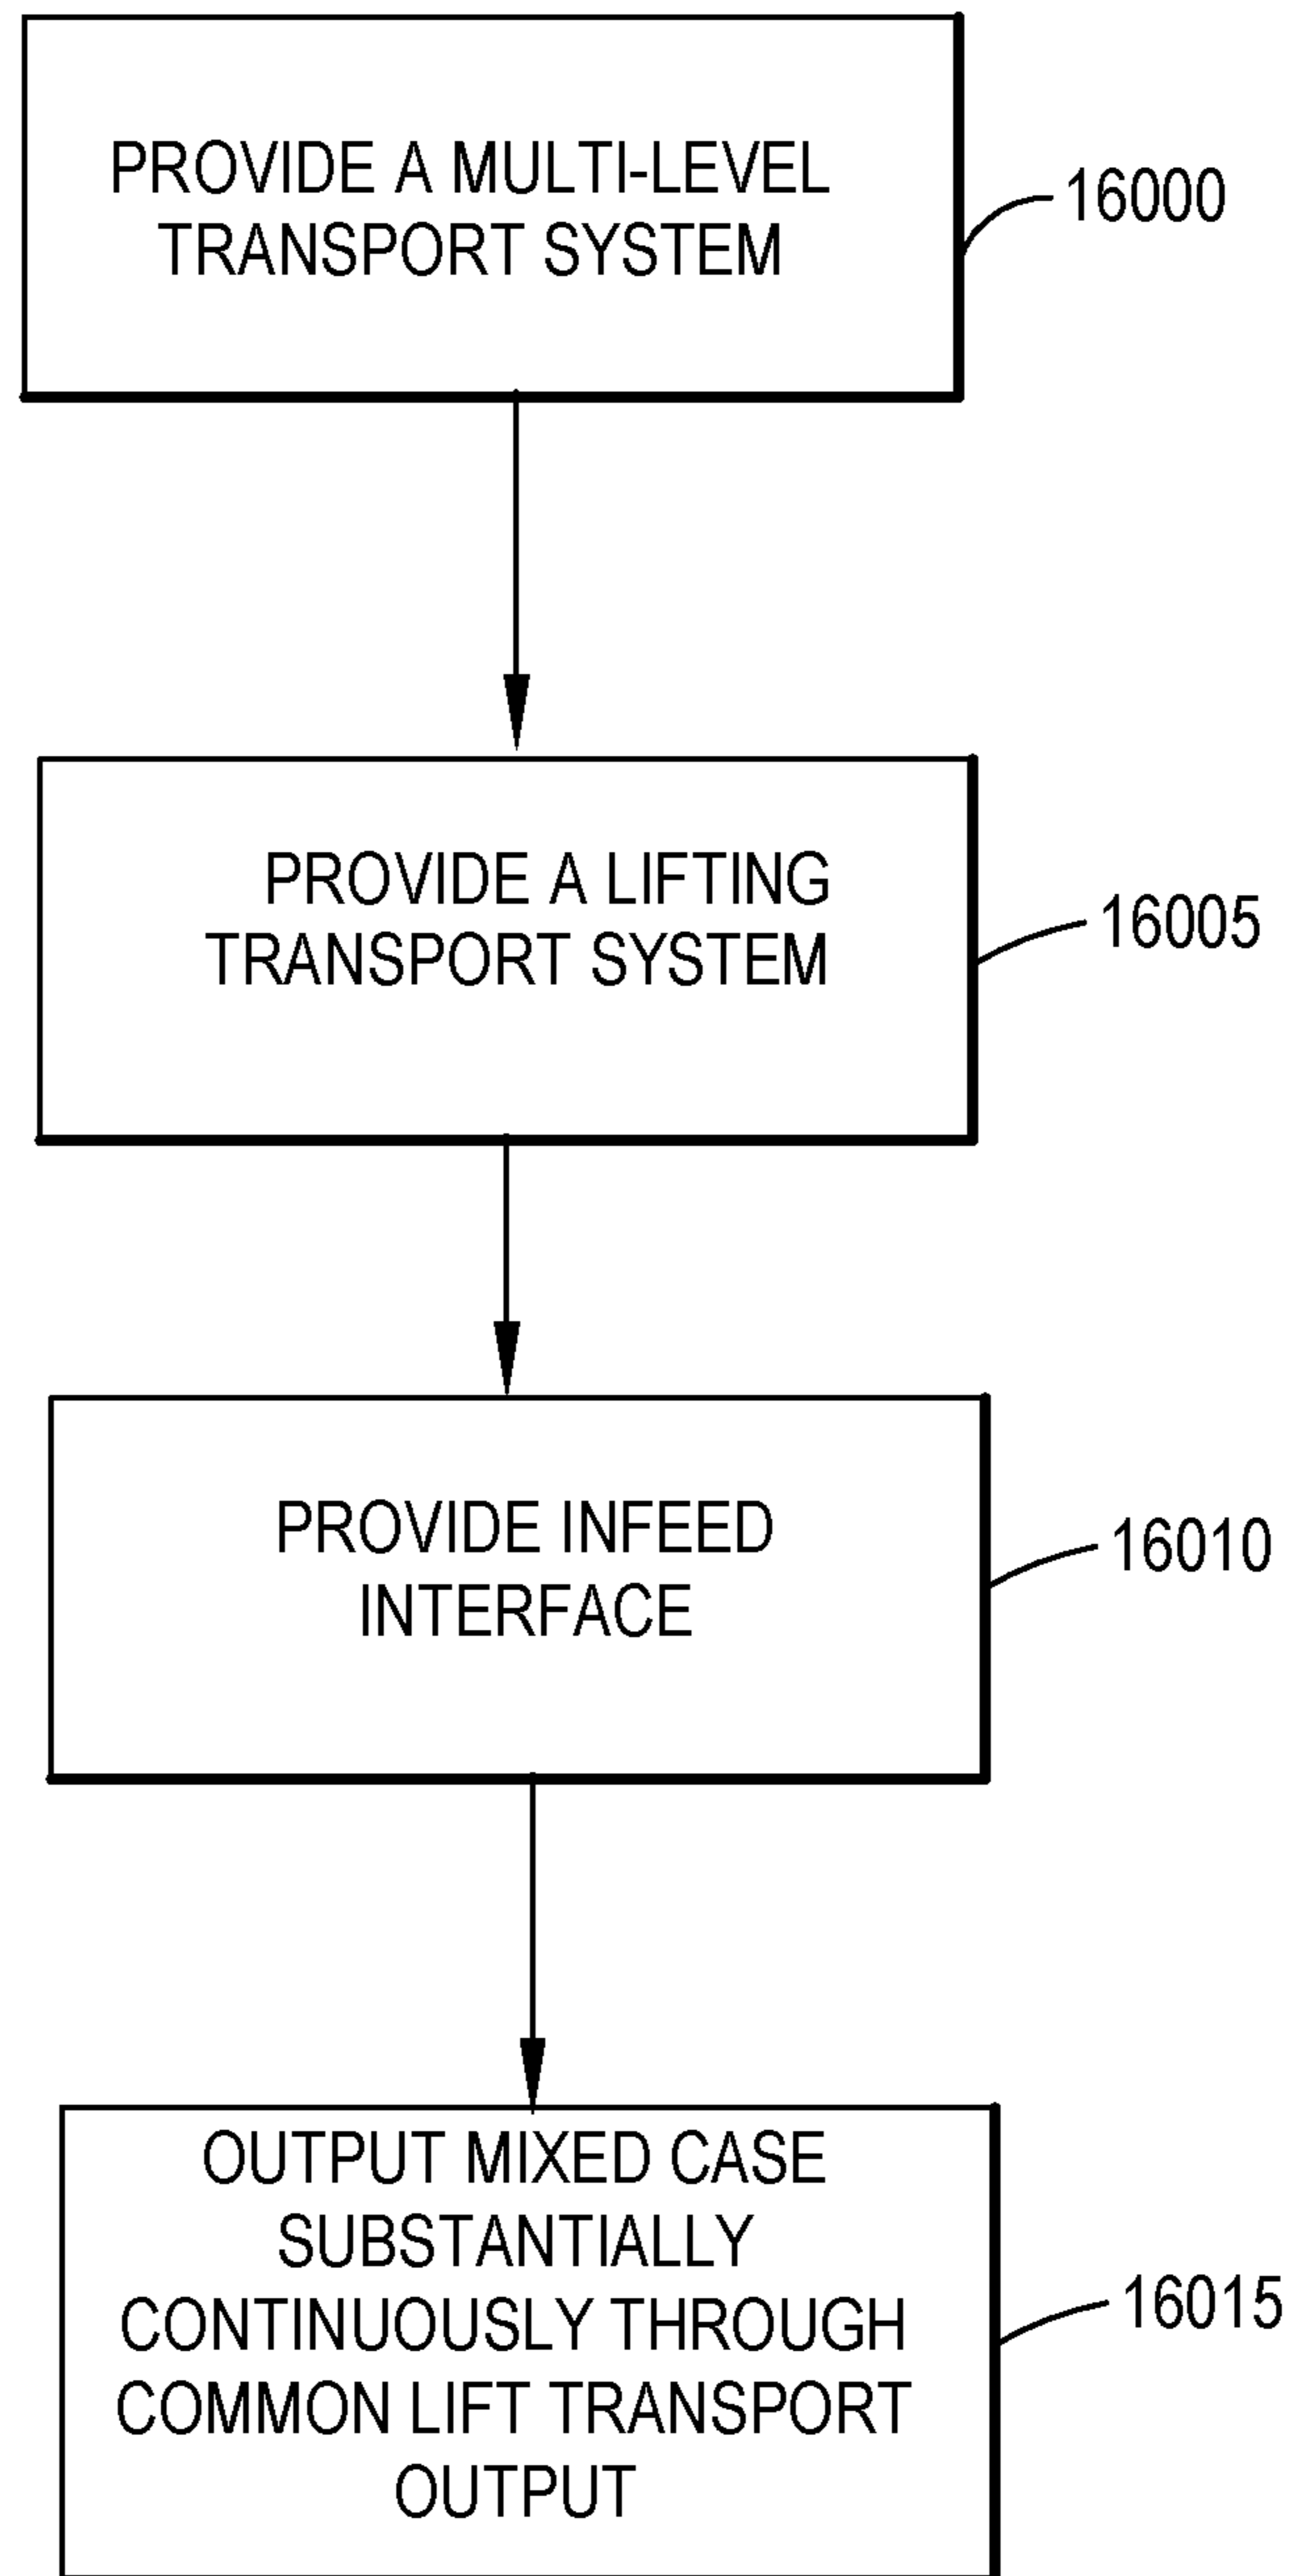 PROVIDE A MULTI-LEVEL
TRANSPORT SYSTEM
16000
PROVIDE A LIFTING
TRANSPORT SYSTEM
16005
PROVIDE INFEED
INTERFACE
16010
OUTPUT MIXED CASE
SUBSTANTIALLY
CONTINUOUSLY THROUGH
COMMON LIFT TRANSPORT
OUTPUT
16015